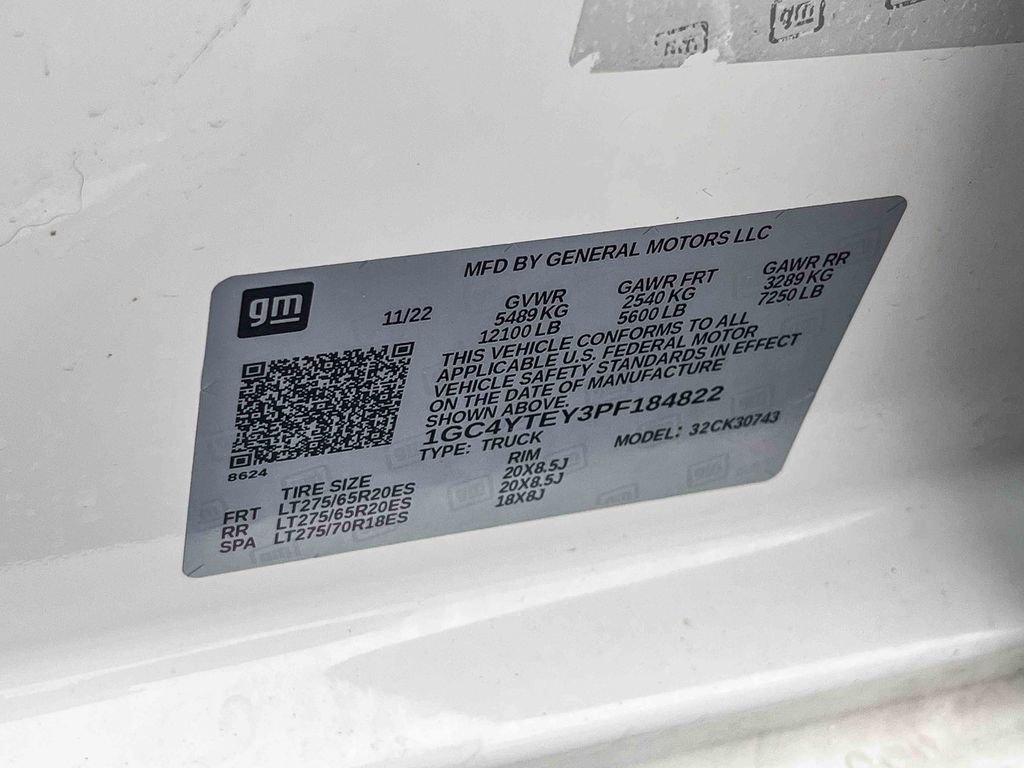 gm
gm
MFD BY GENERAL MOTORS LLC
gm
11/22
GVWR
5489 KG
12100 LB
GAWR FRT
2540 KG
5600 LB
GAWR RR
3289 KG
7250 LB
THIS VEHICLE CONFORMS TO ALL
APPLICABLE U.S. FEDERAL MOTOR
VEHICLE SAFETY STANDARDS IN EFFECT
ON THE DATE OF MANUFACTURE
SHOWN ABOVE.
1GC4YTEY3PF184822
TYPE: TRUCK
MODEL: 32CK30743
8624
TIRE SIZE RIM
FRT LT275/65R20ES 20X8.5J
RR LT275/65R20ES 20X8.5J
SPA LT275/70R18ES 18X8J